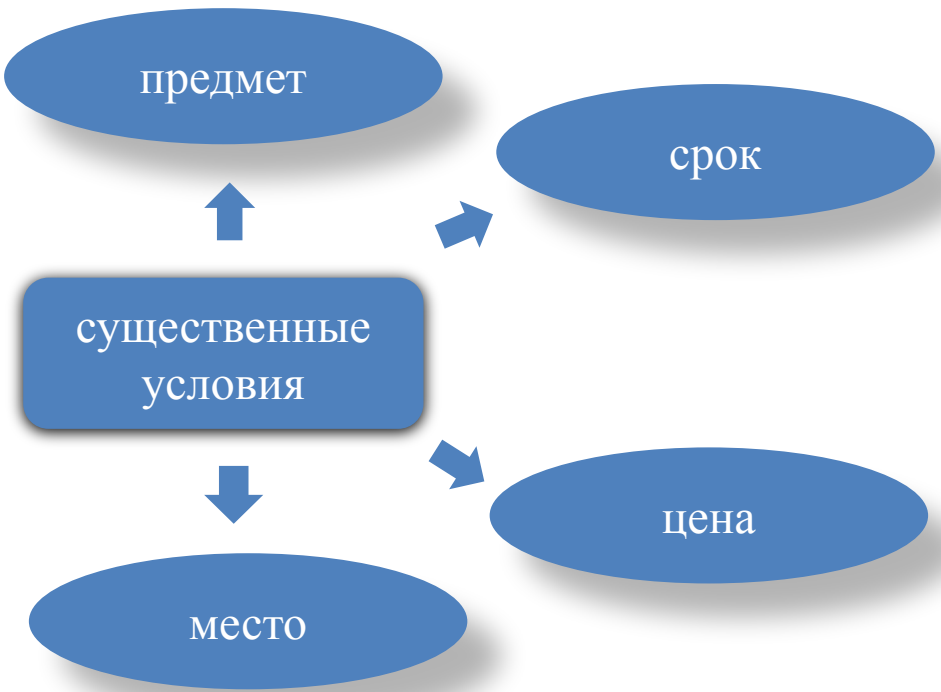 предмет
срок
существенные
условия
цена
место